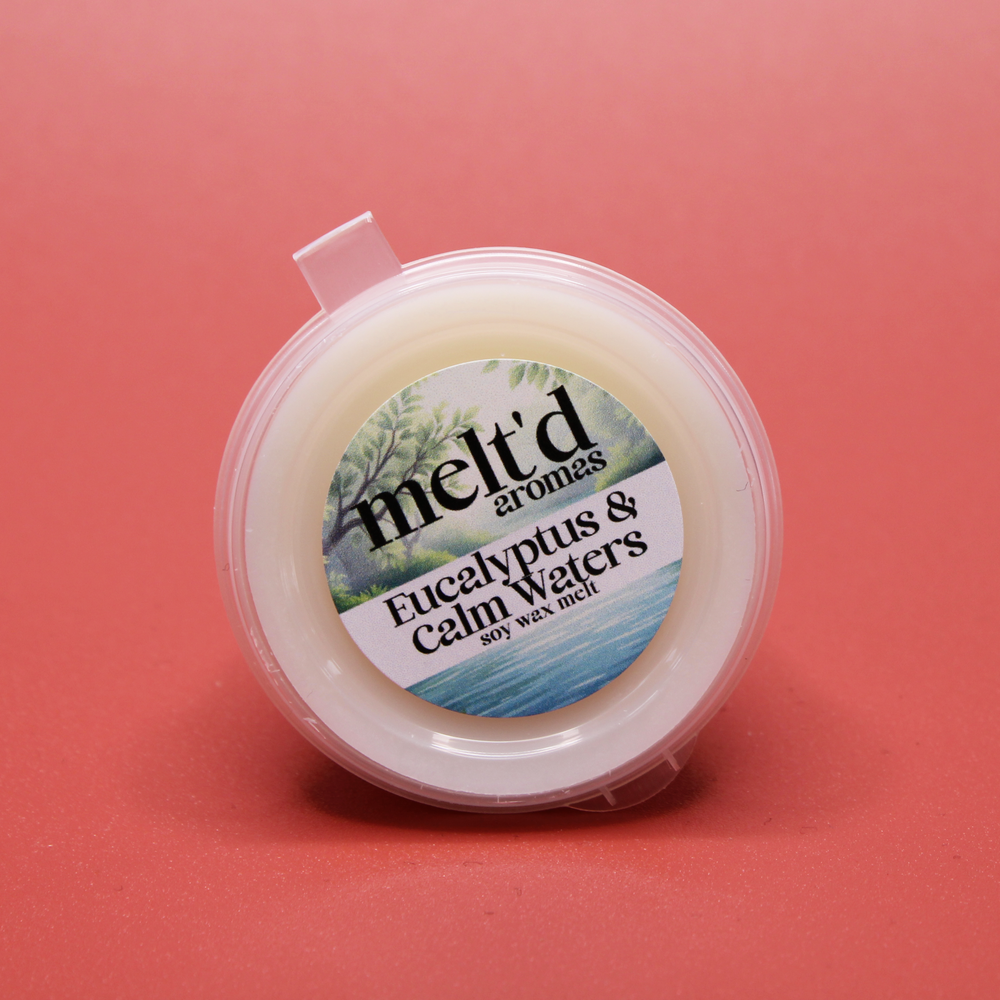 melt'd
aromas
Eucalyptus &
Calm Waters
soy wax melt